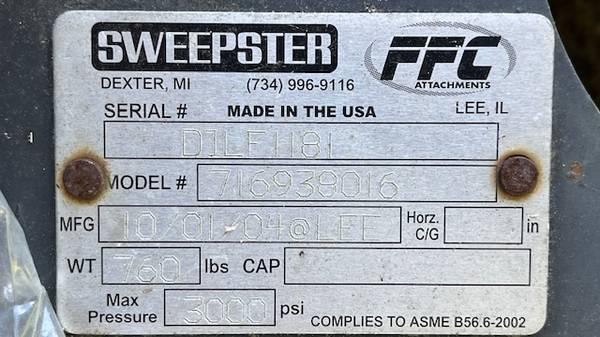 SWEEPSTER FFC
ATTACHMENTS
DEXTER, MI (734) 996-9116
LEE, IL
SERIAL # MADE IN THE USA
MODEL # 716938016
MFG 10/01/04@LEE Horz. C/G in
WT 760 lbs CAP
Max Pressure 3000 psi
COMPLIES TO ASME B56.6-2002